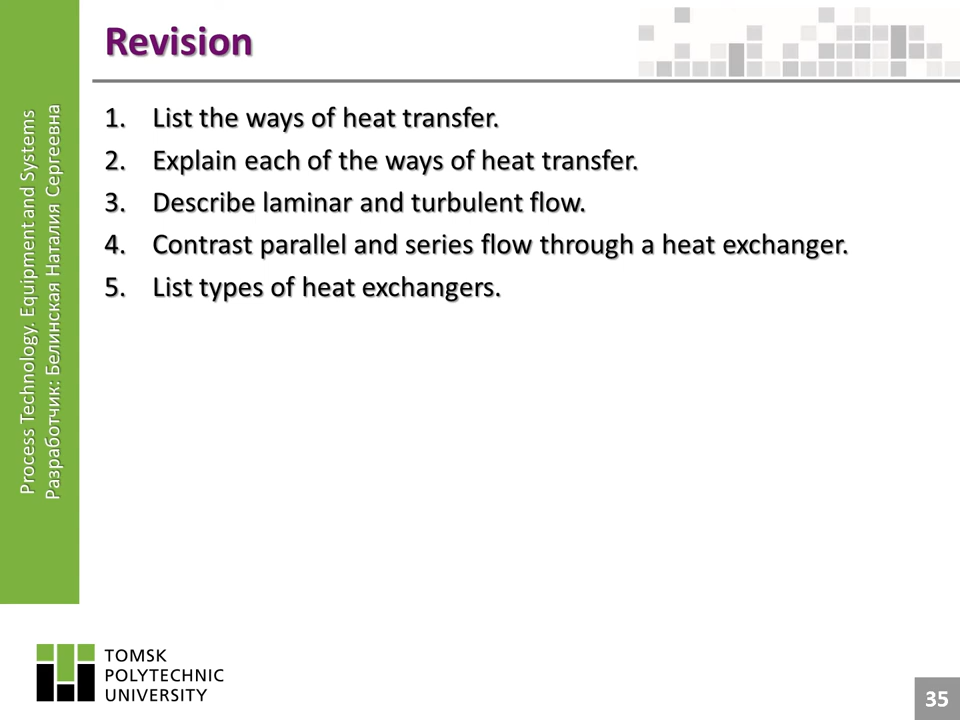 Revision
1. List the ways of heat transfer.
2. Explain each of the ways of heat transfer.
3. Describe laminar and turbulent flow.
4. Contrast parallel and series flow through a heat exchanger.
5. List types of heat exchangers.
Process Technology. Equipment and Systems
Разработчик: Белинская Наталия Сергеевна
TOMSK
POLYTECHNIC
UNIVERSITY
35